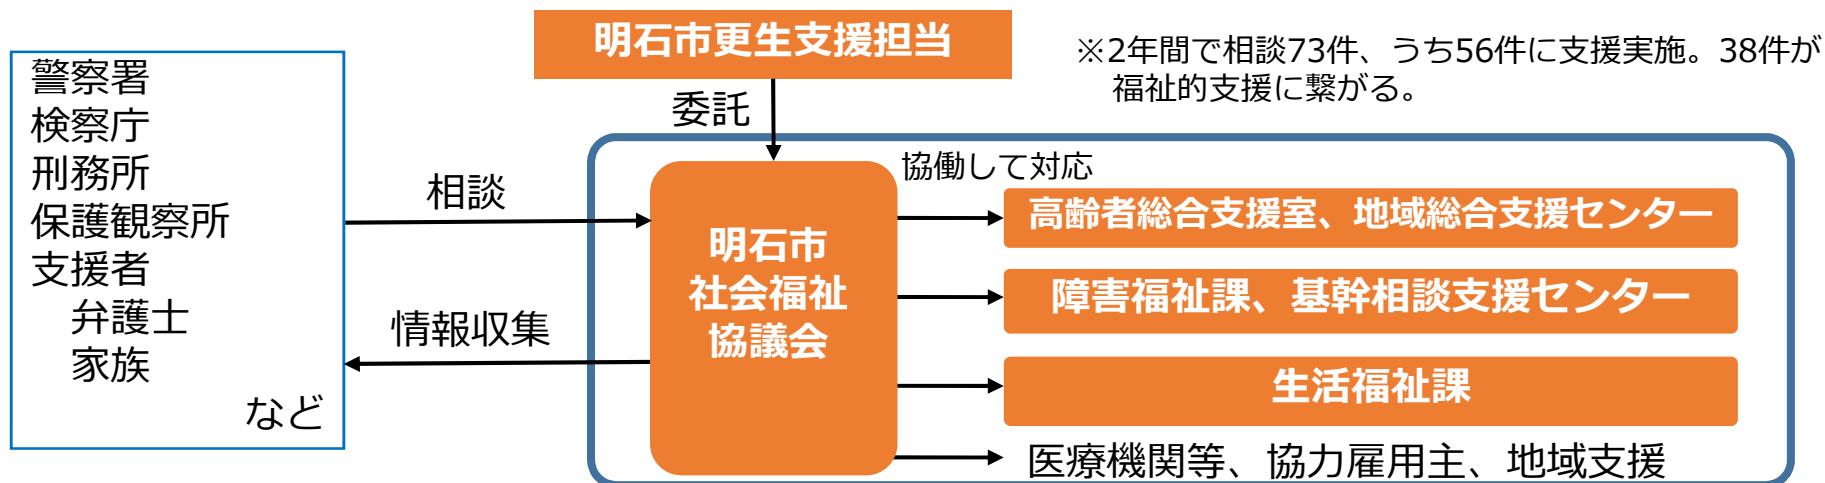 明石市更生支援担当
※2年間で相談73件、うち56件に支援実施。38件が
福祉的支援に繋がる。
警察署
検察庁
刑務所
保護観察所
支援者
弁護士
家族
など
委託
相談
情報収集
明石市
社会福祉
協議会
協働して対応
高齢者総合支援室、地域総合支援センター
障害福祉課、基幹相談支援センター
生活福祉課
医療機関等、協力雇用主、地域支援